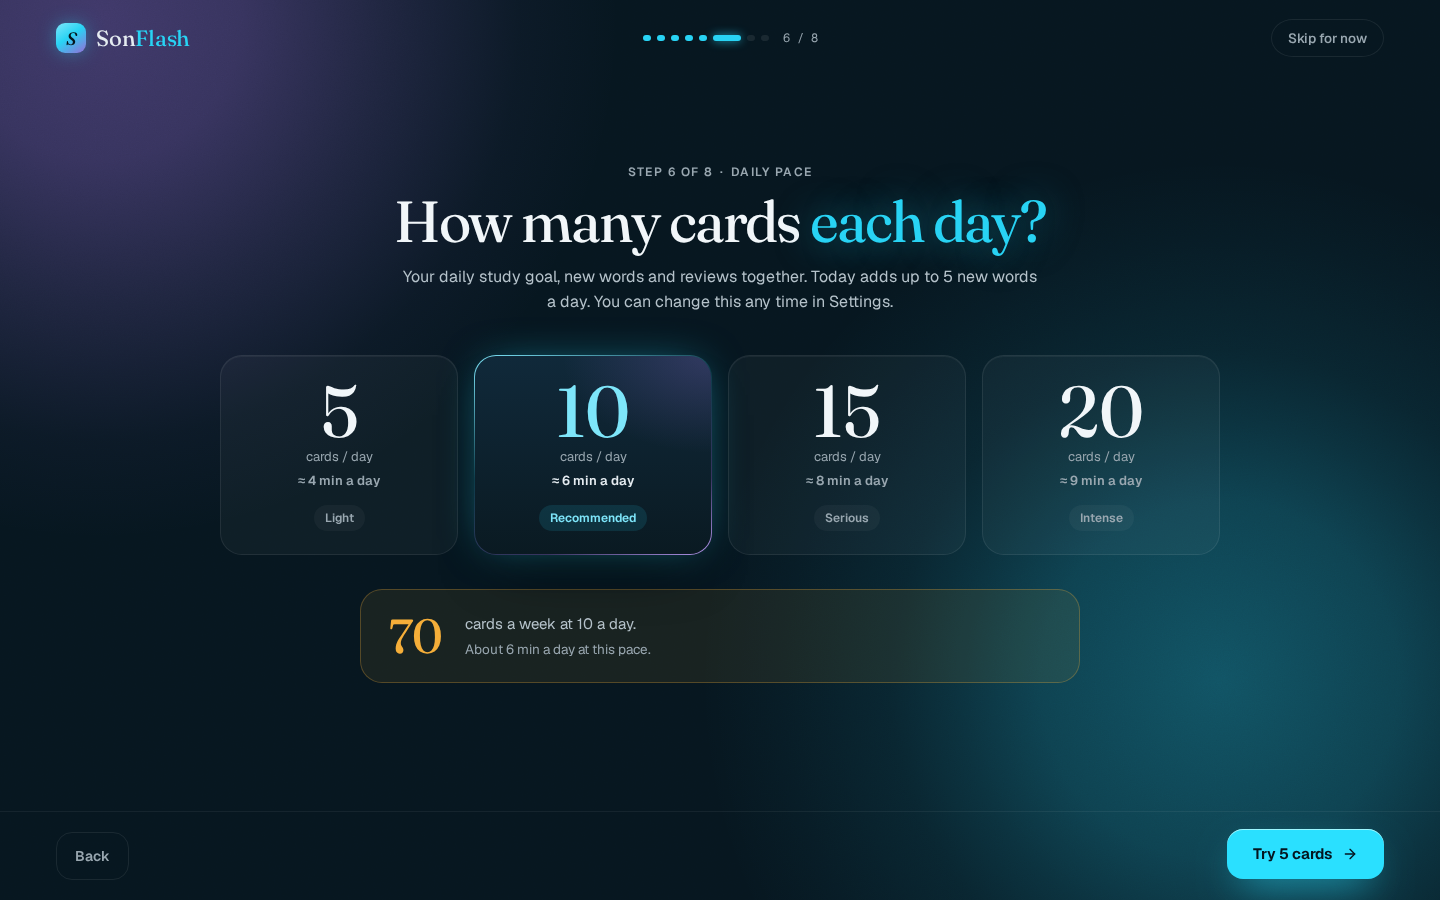 S SonFlash
6 / 8
Skip for now
STEP 6 OF 8 · DAILY PACE
How many cards each day?
Your daily study goal, new words and reviews together. Today adds up to 5 new words
a day. You can change this any time in Settings.
5
cards / day
≈ 4 min a day
Light
10
cards / day
≈ 6 min a day
Recommended
15
cards / day
≈ 8 min a day
Serious
20
cards / day
≈ 9 min a day
Intense
70
cards a week at 10 a day.
About 6 min a day at this pace.
Back
Try 5 cards →